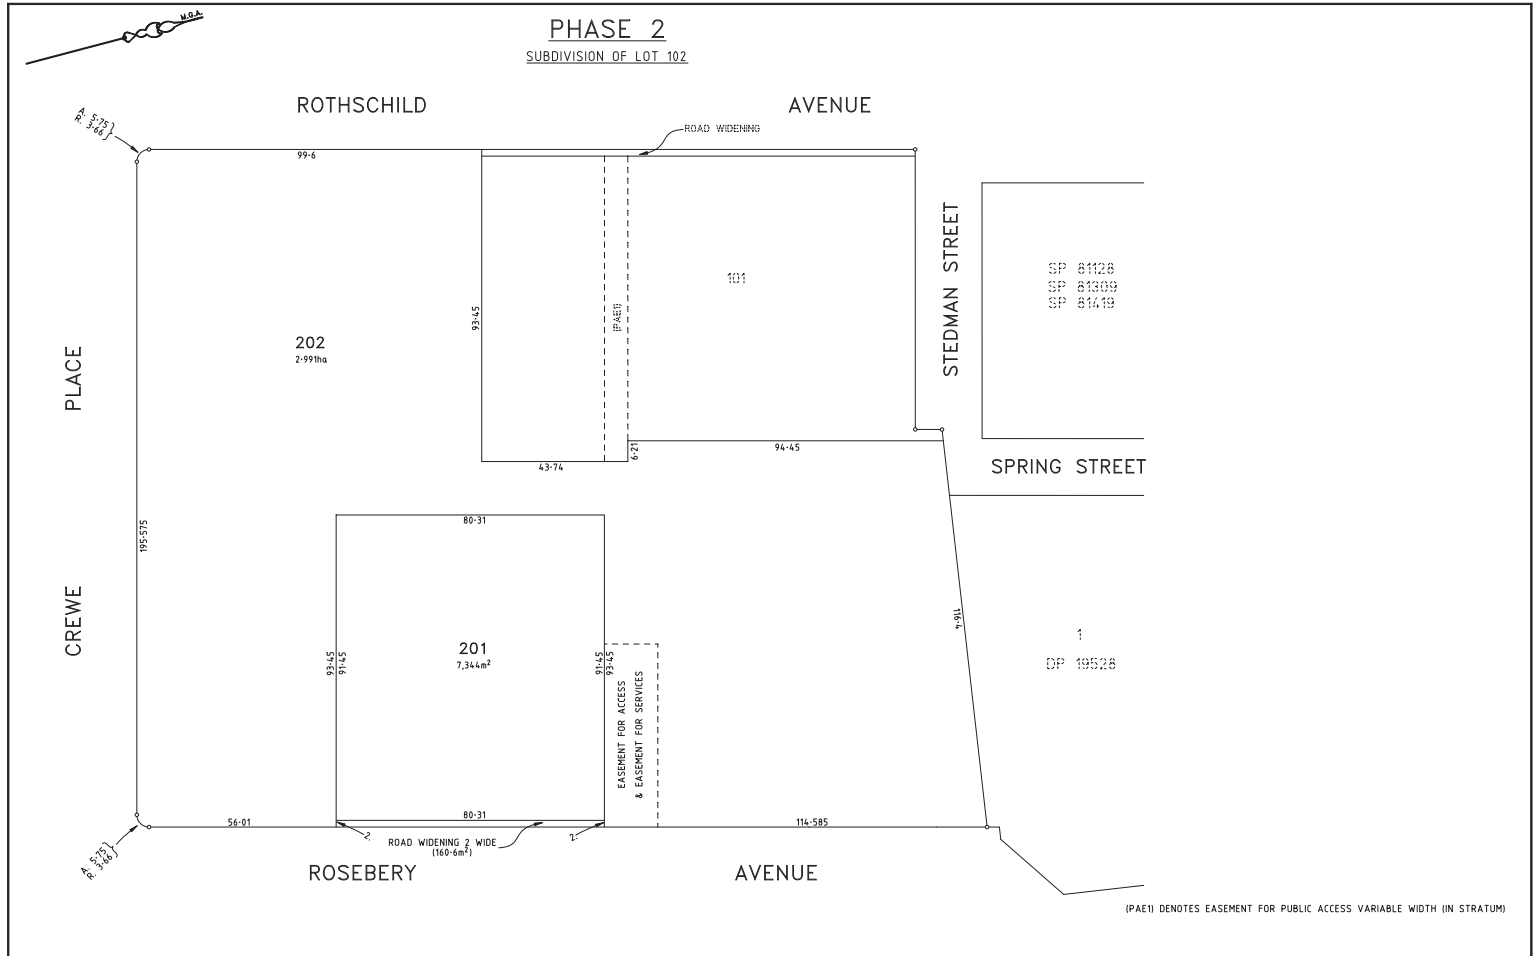 M.G.A.
PHASE 2
SUBDIVISION OF LOT 102
ROTHSCHILD AVENUE
A. 5·75
R. 3·66
ROAD WIDENING
99·6
STEDMAN STREET
101
SP 81128
SP 81309
SP 81419
93·45
(PAE1)
202
2·991ha
PLACE
6·21
94·45
43·74
SPRING STREET
80·31
195·575
CREWE
116·4
1
DP 19528
201
7,344m²
93·45
91·45
91·45
93·45
EASEMENT FOR ACCESS
& EASEMENT FOR SERVICES
80·31
56·01
114·585
2.
2.
ROAD WIDENING 2 WIDE
(160·6m²)
A. 5·75
R. 3·66
ROSEBERY AVENUE
(PAE1) DENOTES EASEMENT FOR PUBLIC ACCESS VARIABLE WIDTH (IN STRATUM)